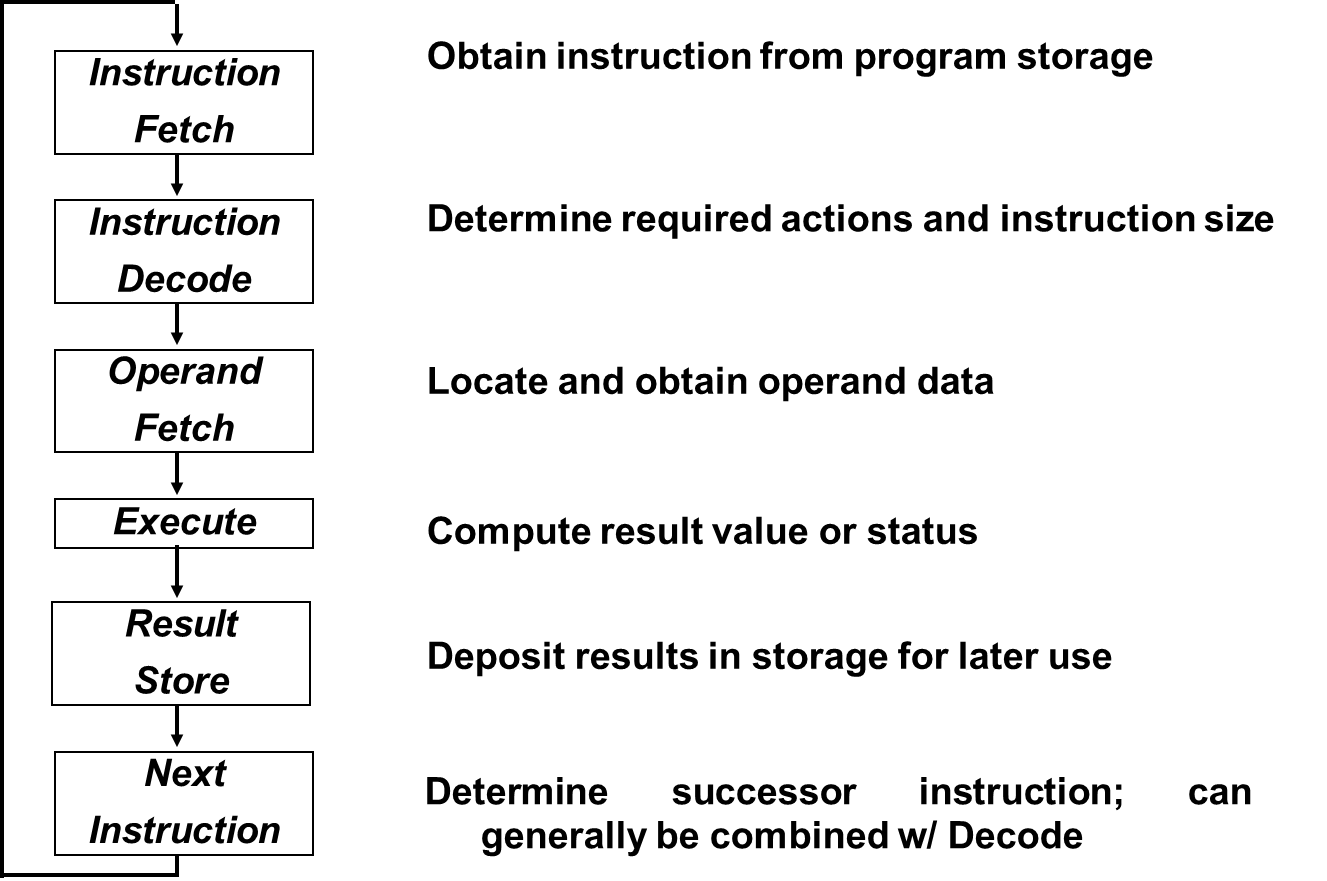 Instruction
Fetch
Obtain instruction from program storage
Instruction
Decode
Determine required actions and instruction size
Operand
Fetch
Locate and obtain operand data
Execute
Compute result value or status
Result
Store
Deposit results in storage for later use
Next
Instruction
Determine successor instruction; can
generally be combined w/ Decode